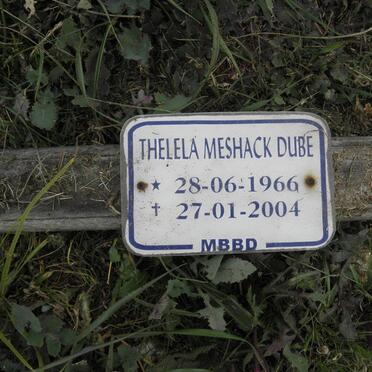 THELELA MESHACK DUBE
★ 28-06-1966
✝ 27-01-2004
MBBD